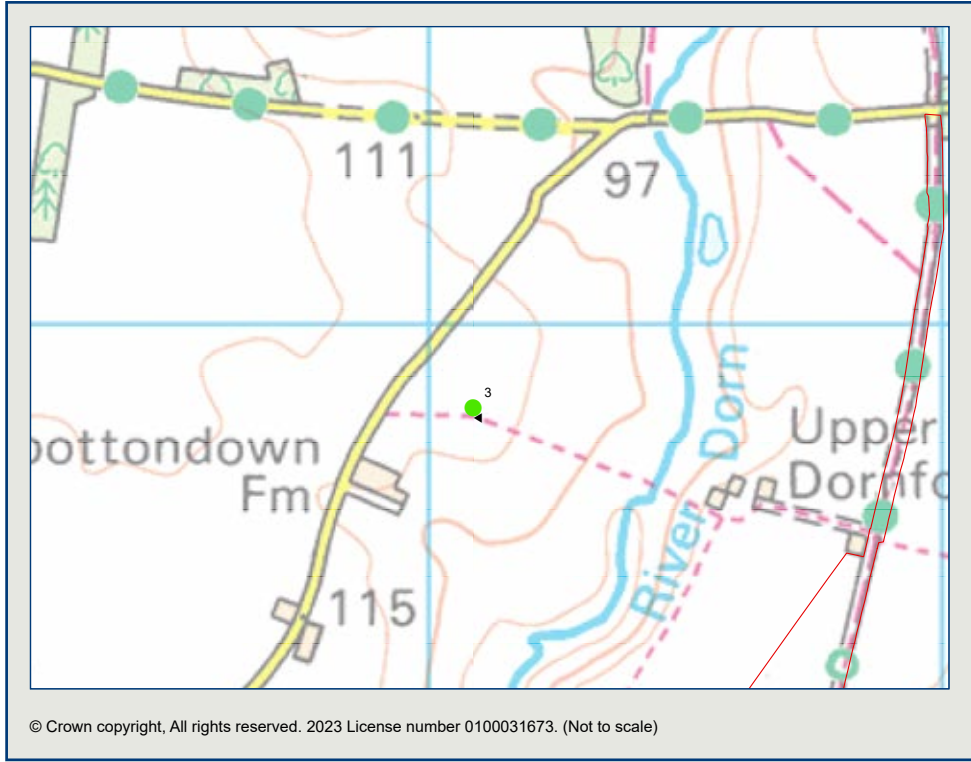 111
97
3
Dorn
Upper
Dornfo
ottondown
Fm
River
115
© Crown copyright, All rights reserved. 2023 License number 0100031673. (Not to scale)